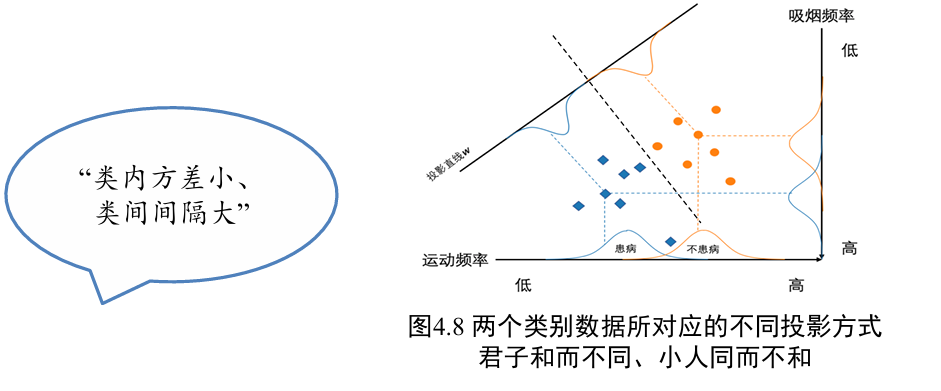 “类内方差小、
类间间隔大”
吸烟频率
低
高
投影直线w
患病
不患病
运动频率
低
高
图4.8 两个类别数据所对应的不同投影方式
君子和而不同、小人同而不和